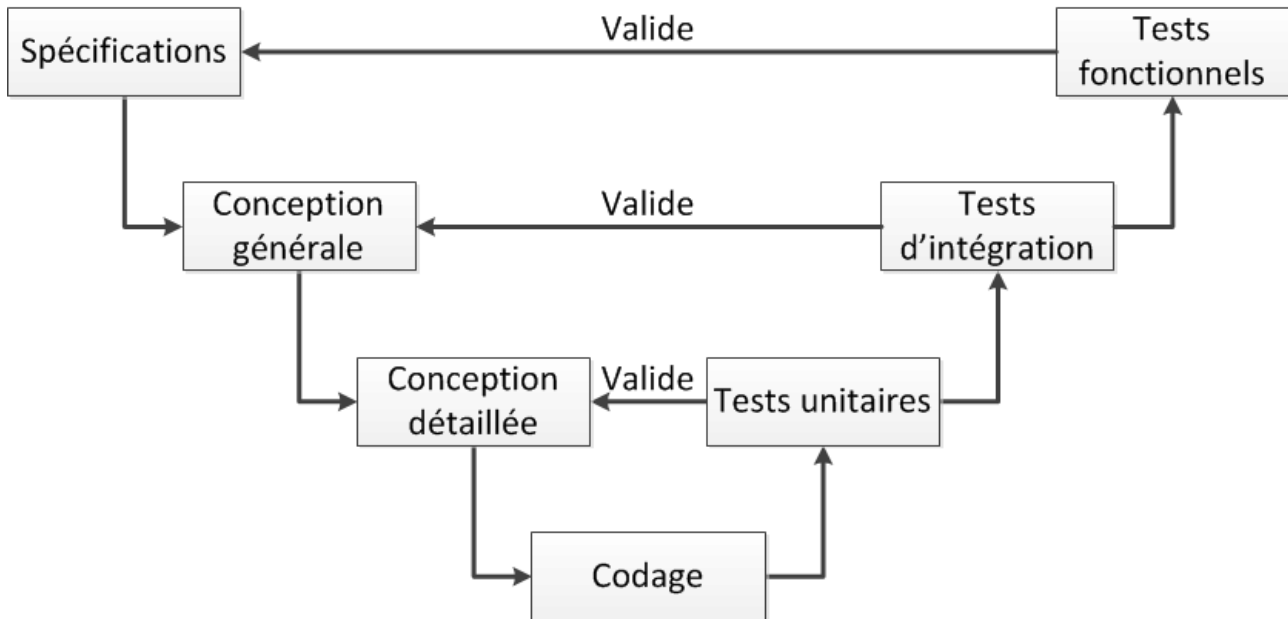 Spécifications
Valide
Tests
fonctionnels
Conception
générale
Valide
Tests
d’intégration
Conception
détaillée
Valide
Tests unitaires
Codage